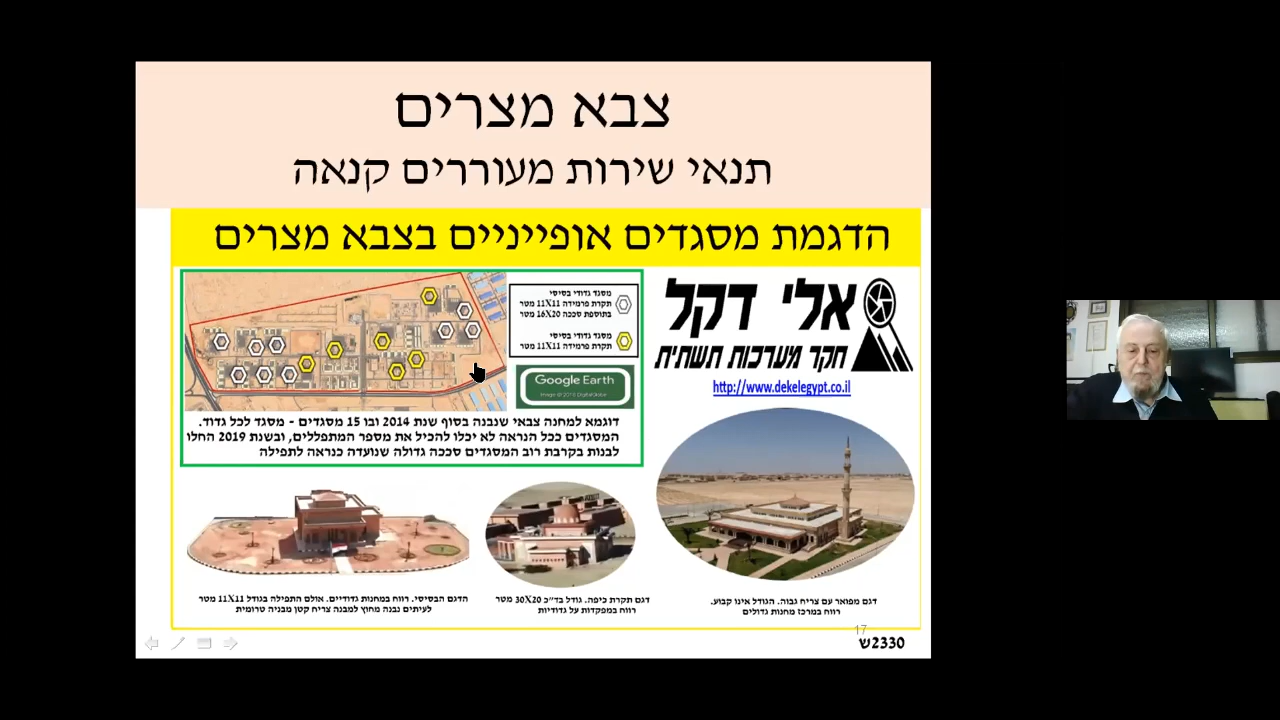 צבא מצרים
תנאי שירות מעוררים קנאה
הדגמת מסגדים אופייניים בצבא מצרים
אלי דקל
חקר מערכות תשתית
http://www.dekelegypt.co.il
מסגד גדודי בסיסי
תקרת פרמידה 11X11 מטר
בתוספת סככה 16X20 מטר
מסגד גדודי בסיסי
תקרת פרמידה 11X11 מטר
Google Earth
Image © 2015 DigitalGlobe
דוגמא למחנה צבאי שנבנה בסוף שנת 2014 ובו 15 מסגדים - מסגד לכל גדוד.
המסגדים ככל הנראה לא יכלו להכיל את מספר המתפללים, ובשנת 2019 החלו
לבנות בקרבת רוב המסגדים סככה גדולה שנועדה כנראה לתפילה
דגם מפואר עם צריח גבוה. הגודל אינו קבוע.
רווח במרכז מחנות גדולים
דגם תקרת כיפה. גודל בד"כ 30X20 מטר
רווח במפקדות על גדודיות
הדגם הבסיסי. רווח במחנות גדודיים. אולם התפילה בגודל 11X11 מטר
לעיתים נבנה מחוץ למבנה צריח קטן מבניה טרומית
17
2330ש